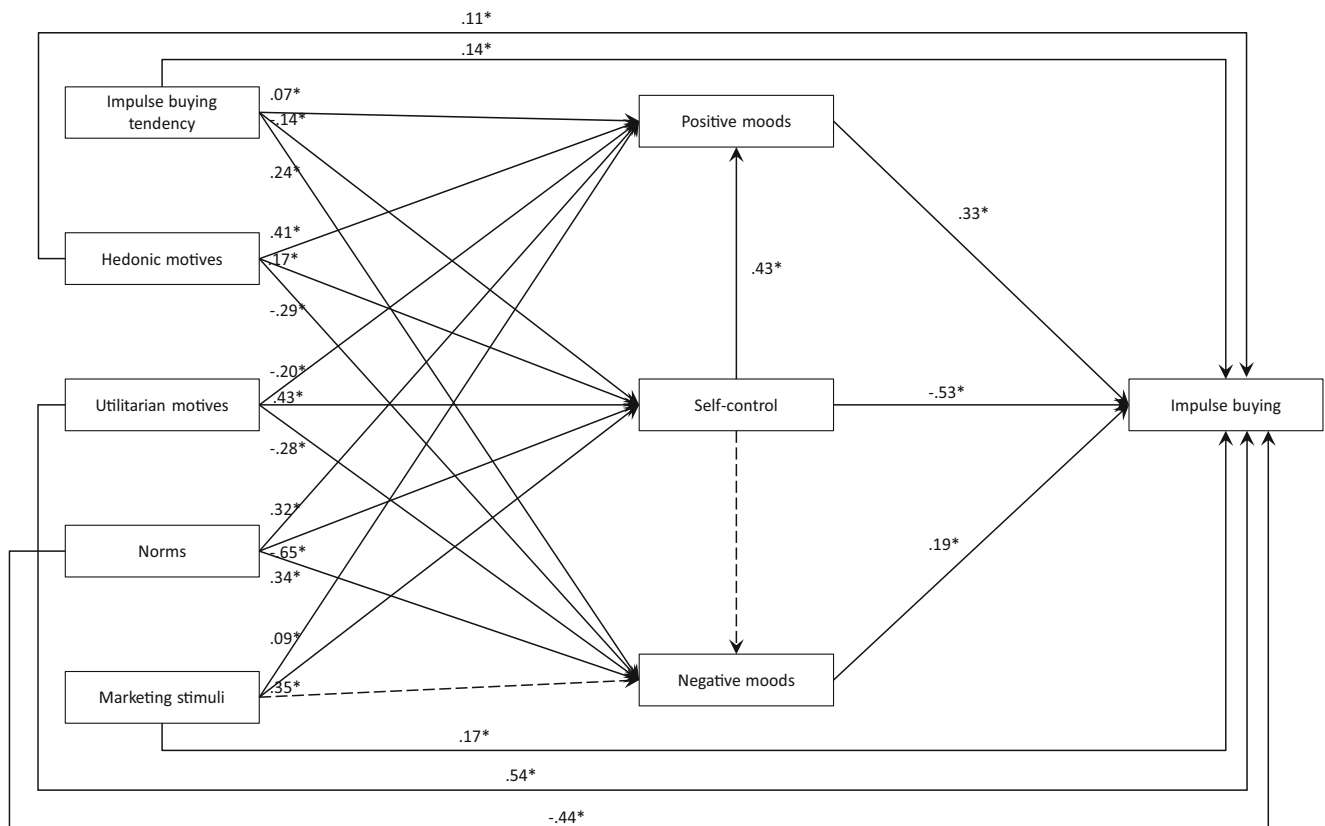 .11*
.14*
Impulse buying
tendency
.07*
-.14*
.24*
Positive moods
.33*
Hedonic motives
.41*
.17*
-.29*
.43*
Utilitarian motives
-.20*
.43*
-.28*
Self-control
-.53*
Impulse buying
Norms
.32*
-.65*
.34*
.19*
Marketing stimuli
.09*
.35*
Negative moods
.17*
.54*
-.44*